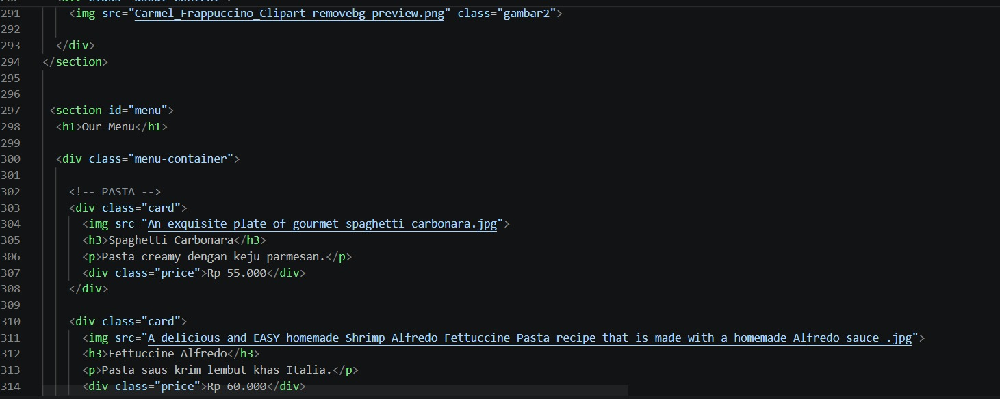 291 <img src="Carmel_Frappuccino_Clipart-removebg-preview.png" class="gambar2">
292
293 </div>
294 </section>
295
296
297 <section id="menu">
298 <h1>Our Menu</h1>
299
300 <div class="menu-container">
301
302 <!-- PASTA -->
303 <div class="card">
304 <img src="An exquisite plate of gourmet spaghetti carbonara.jpg">
305 <h3>Spaghetti Carbonara</h3>
306 <p>Pasta creamy dengan keju parmesan.</p>
307 <div class="price">Rp 55.000</div>
308 </div>
309
310 <div class="card">
311 <img src="A delicious and EASY homemade Shrimp Alfredo Fettuccine Pasta recipe that is made with a homemade Alfredo sauce_.jpg">
312 <h3>Fettuccine Alfredo</h3>
313 <p>Pasta saus krim lembut khas Italia.</p>
314 <div class="price">Rp 60.000</div>